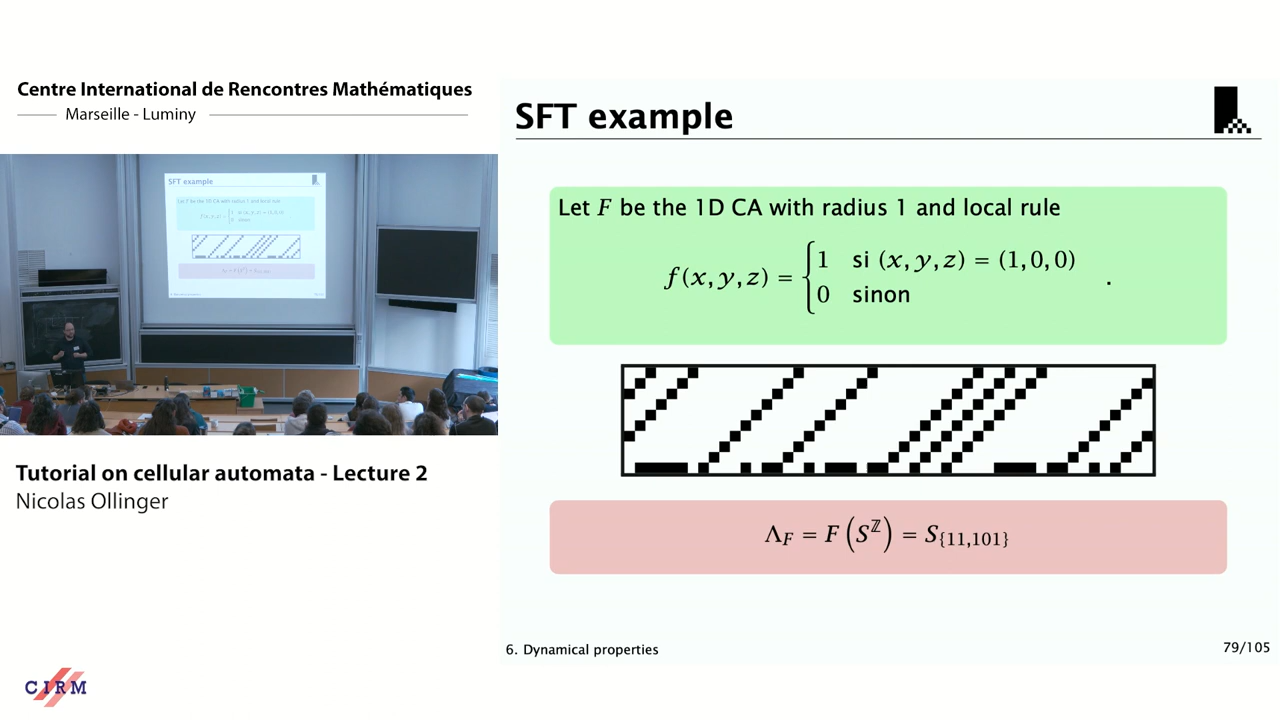 Centre International de Rencontres Mathématiques
Marseille - Luminy
SFT example
Let F be the 1D CA with radius 1 and local rule
f(x, y, z) = { 1 si (x, y, z) = (1, 0, 0)
0 sinon .
Λ_F = F (S^ℤ) = S_{11,101}
Tutorial on cellular automata - Lecture 2
Nicolas Ollinger
6. Dynamical properties
79/105
CIRM
SFT example